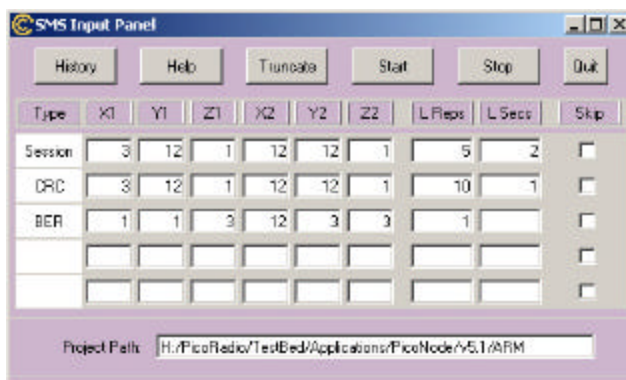 SMS Input Panel
History Help Truncate Start Stop Quit
Type X1 Y1 Z1 X2 Y2 Z2 L Reps L Secs Skip
Session 3 12 1 12 12 1 5 2
CRC 3 12 1 12 12 1 10 1
BER 1 1 3 12 3 3 1
Project Path: H:/PicoRadio/TestBed/Applications/PicoNode/v5.1/ARM